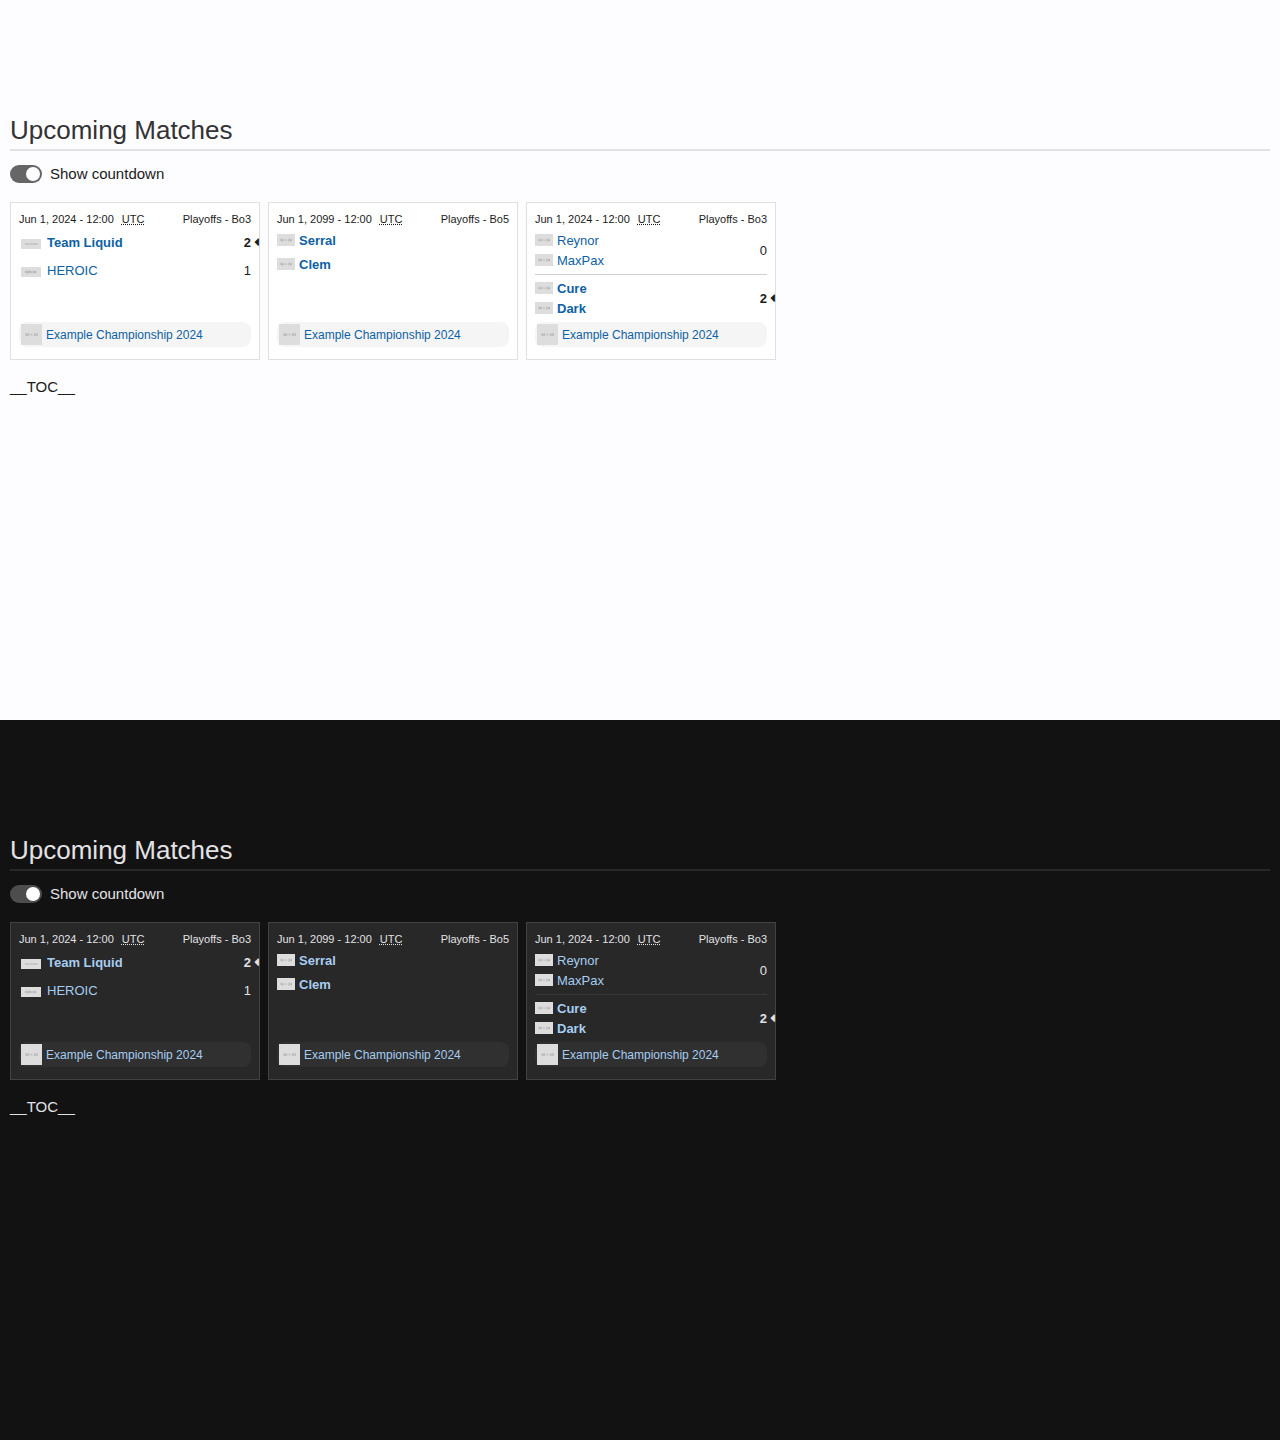 Upcoming Matches
Show countdown
Jun 1, 2024 - 12:00 UTC Playoffs - Bo3
Team Liquid 2
HEROIC 1
Example Championship 2024
Jun 1, 2099 - 12:00 UTC Playoffs - Bo5
Serral
Clem
Example Championship 2024
Jun 1, 2024 - 12:00 UTC Playoffs - Bo3
Reynor
MaxPax
0
Cure
Dark
2
Example Championship 2024
__TOC__
Upcoming Matches
Show countdown
Jun 1, 2024 - 12:00 UTC Playoffs - Bo3
Team Liquid 2
HEROIC 1
Example Championship 2024
Jun 1, 2099 - 12:00 UTC Playoffs - Bo5
Serral
Clem
Example Championship 2024
Jun 1, 2024 - 12:00 UTC Playoffs - Bo3
Reynor
MaxPax
0
Cure
Dark
2
Example Championship 2024
__TOC__